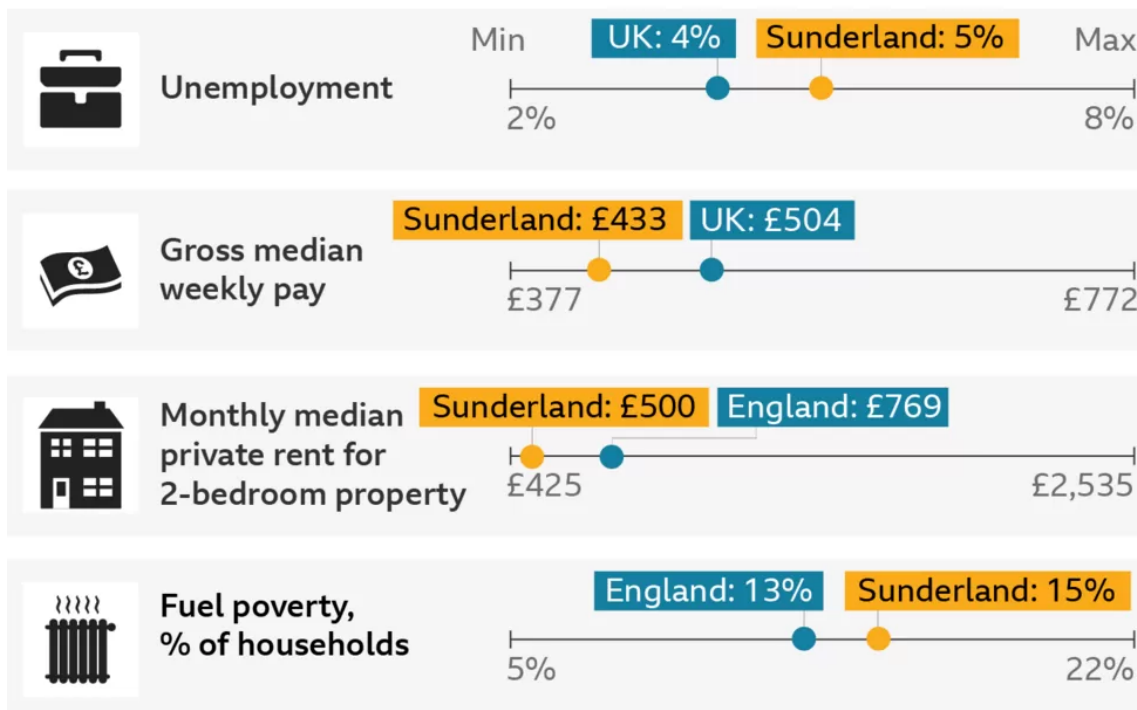 Min UK: 4% Sunderland: 5% Max
Unemployment
2% 8%
Sunderland: £433 UK: £504
Gross median
weekly pay
£
£377 £772
Sunderland: £500 England: £769
Monthly median
private rent for
2-bedroom property
£425 £2,535
England: 13% Sunderland: 15%
Fuel poverty,
% of households
5% 22%